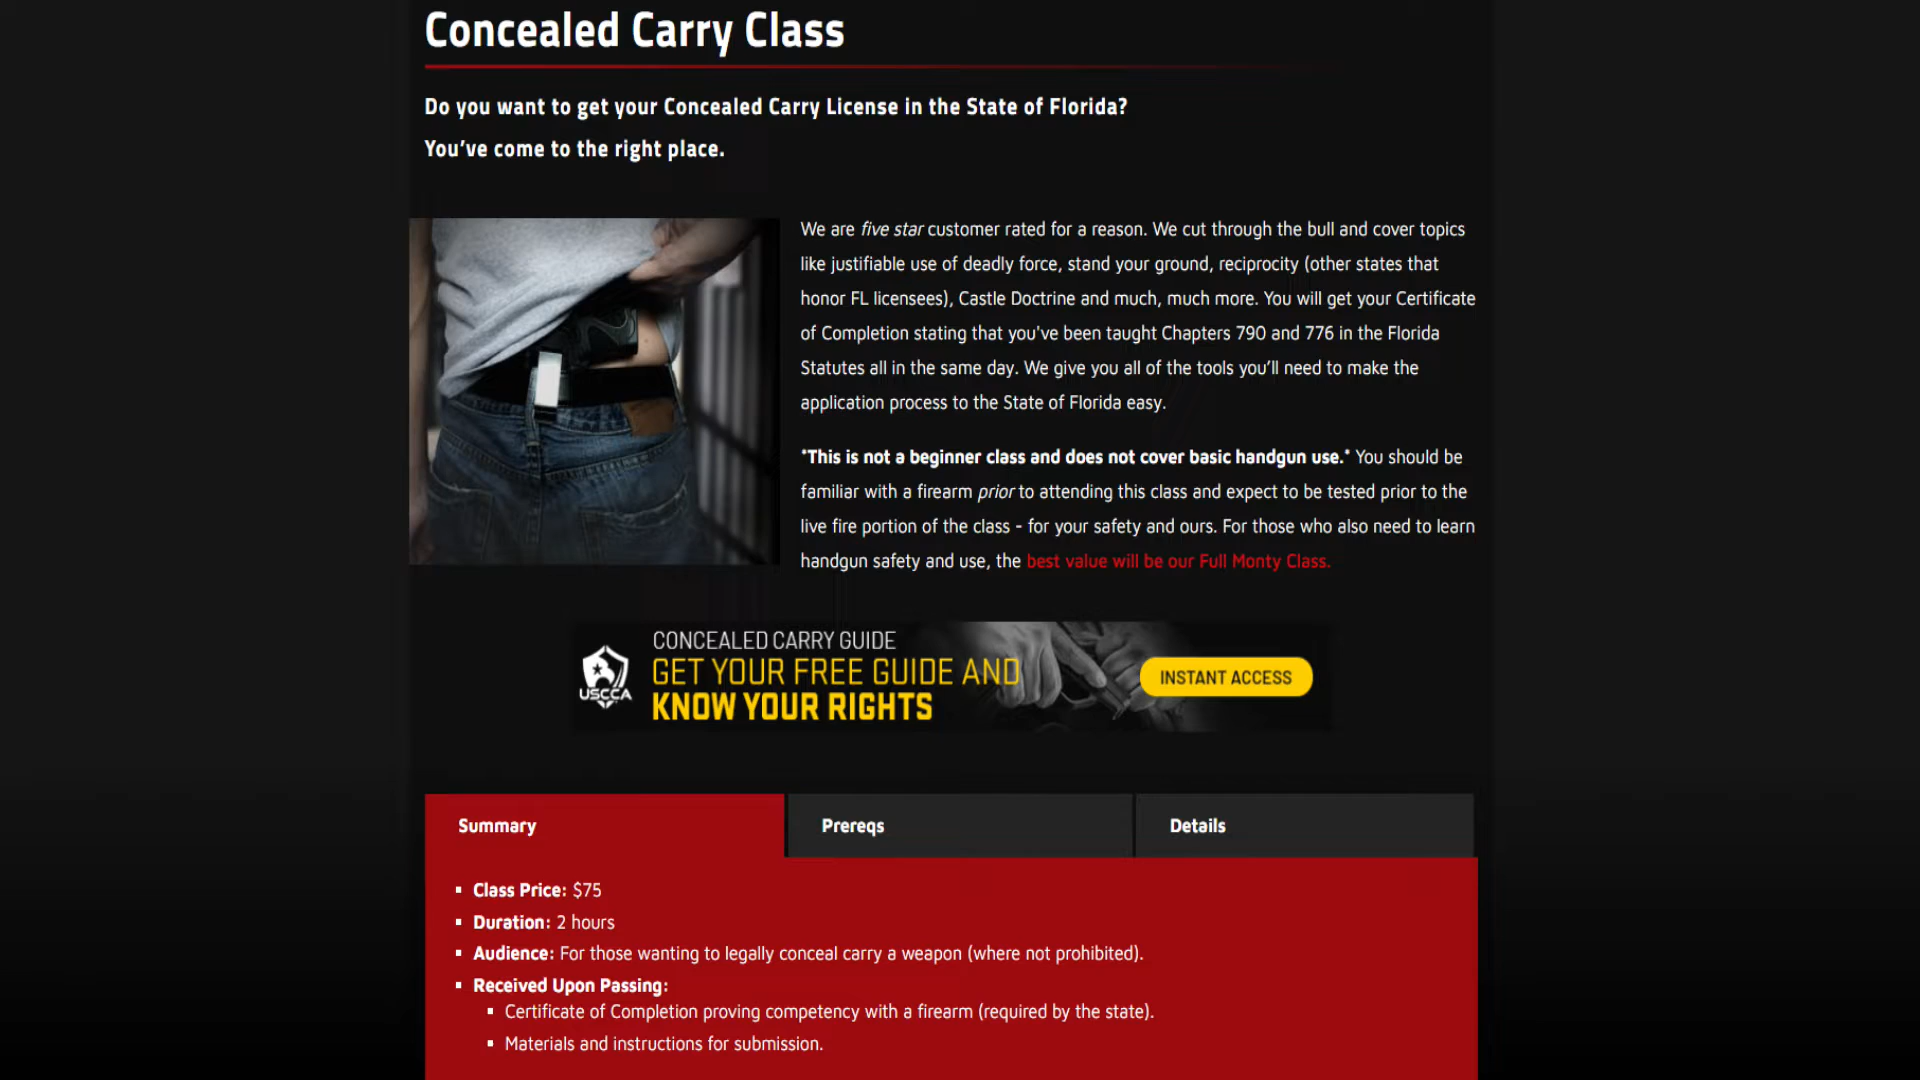 Concealed Carry Class
Do you want to get your Concealed Carry License in the State of Florida?
You've come to the right place.
We are five star customer rated for a reason. We cut through the bull and cover topics
like justifiable use of deadly force, stand your ground, reciprocity (other states that
honor FL licensees), Castle Doctrine and much, much more. You will get your Certificate
of Completion stating that you've been taught Chapters 790 and 776 in the Florida
Statutes all in the same day. We give you all of the tools you'll need to make the
application process to the State of Florida easy.
*This is not a beginner class and does not cover basic handgun use.* You should be
familiar with a firearm prior to attending this class and expect to be tested prior to the
live fire portion of the class - for your safety and ours. For those who also need to learn
handgun safety and use, the best value will be our Full Monty Class.
USCCA
CONCEALED CARRY GUIDE
GET YOUR FREE GUIDE AND
KNOW YOUR RIGHTS
INSTANT ACCESS
Summary
Prereqs
Details
▪ Class Price: $75
▪ Duration: 2 hours
▪ Audience: For those wanting to legally conceal carry a weapon (where not prohibited).
▪ Received Upon Passing:
▪ Certificate of Completion proving competency with a firearm (required by the state).
▪ Materials and instructions for submission.